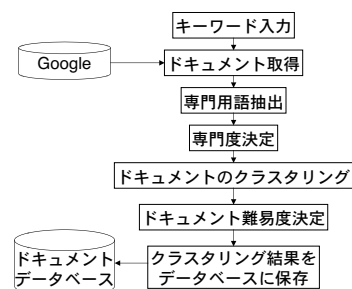 キーワード入力
Google
ドキュメント取得
専門用語抽出
専門度決定
ドキュメントのクラスタリング
ドキュメント難易度決定
ドキュメント
データベース
クラスタリング結果を
データベースに保存